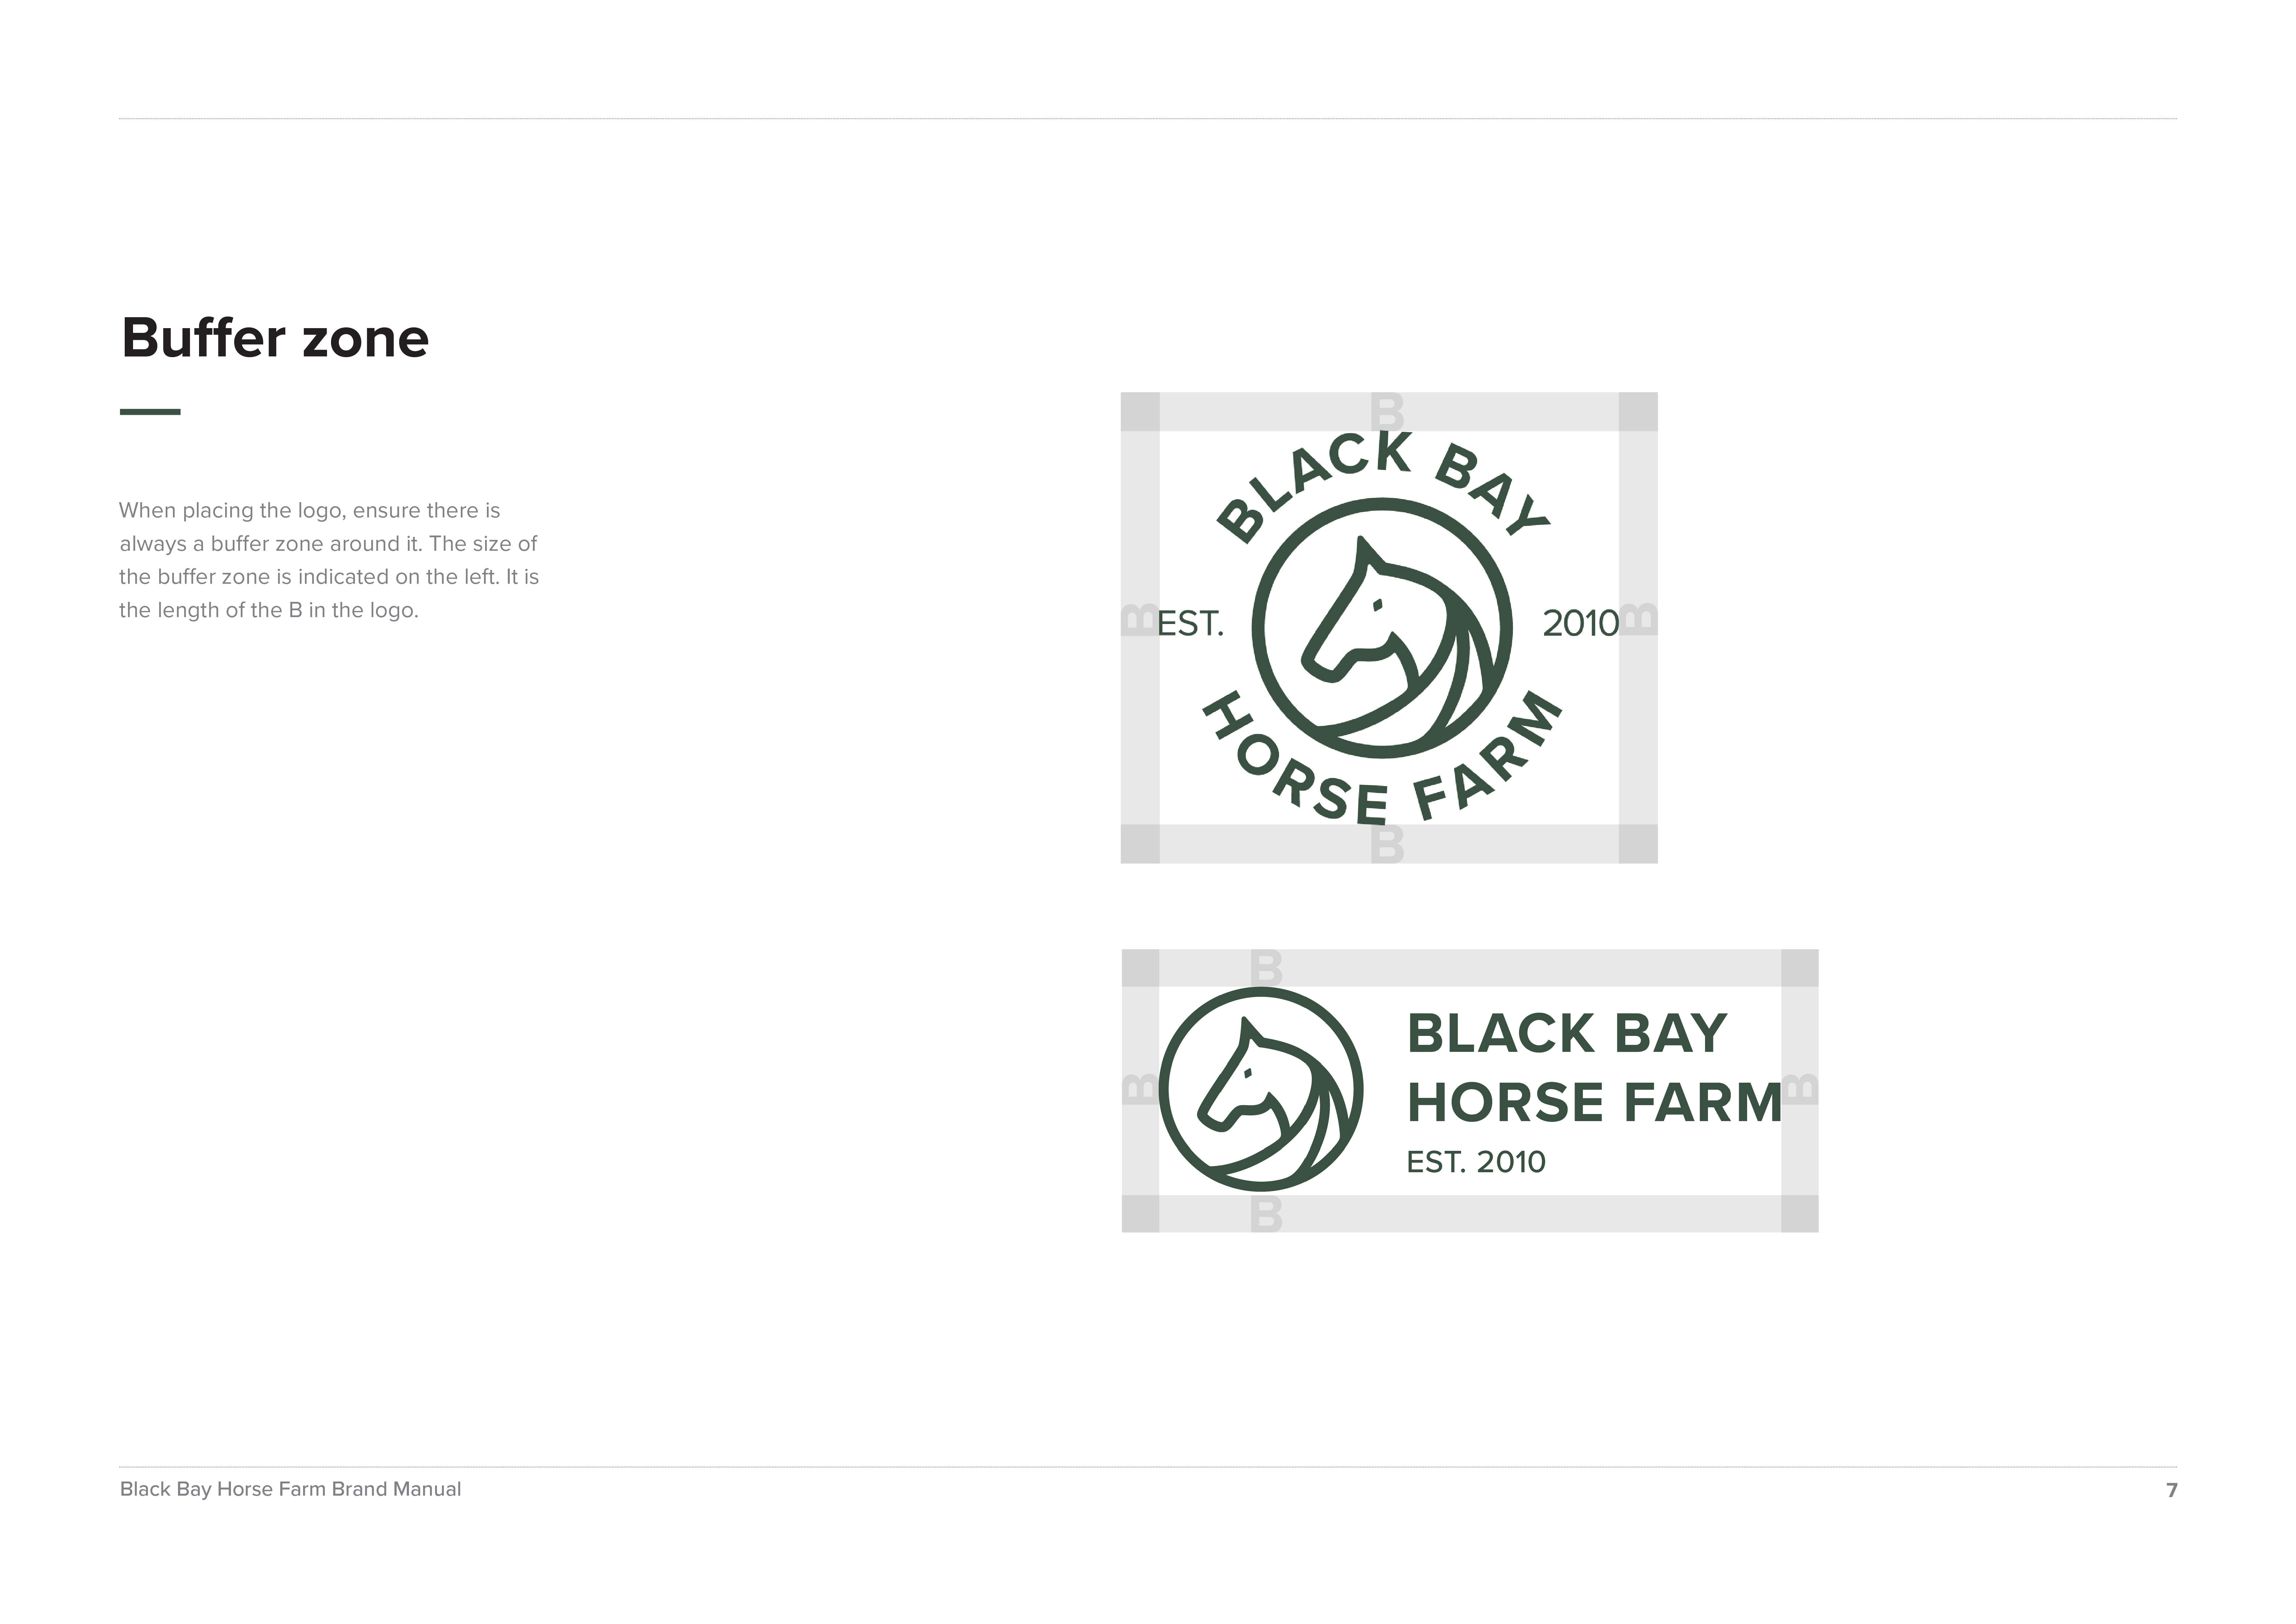 Buffer zone
When placing the logo, ensure there is
always a buffer zone around it. The size of
the buffer zone is indicated on the left. It is
the length of the B in the logo.
B
BLACK BAY
B
EST.
2010
B
HORSE FARM
B
B
BLACK BAY
B
HORSE FARM
B
EST. 2010
B
Black Bay Horse Farm Brand Manual
7